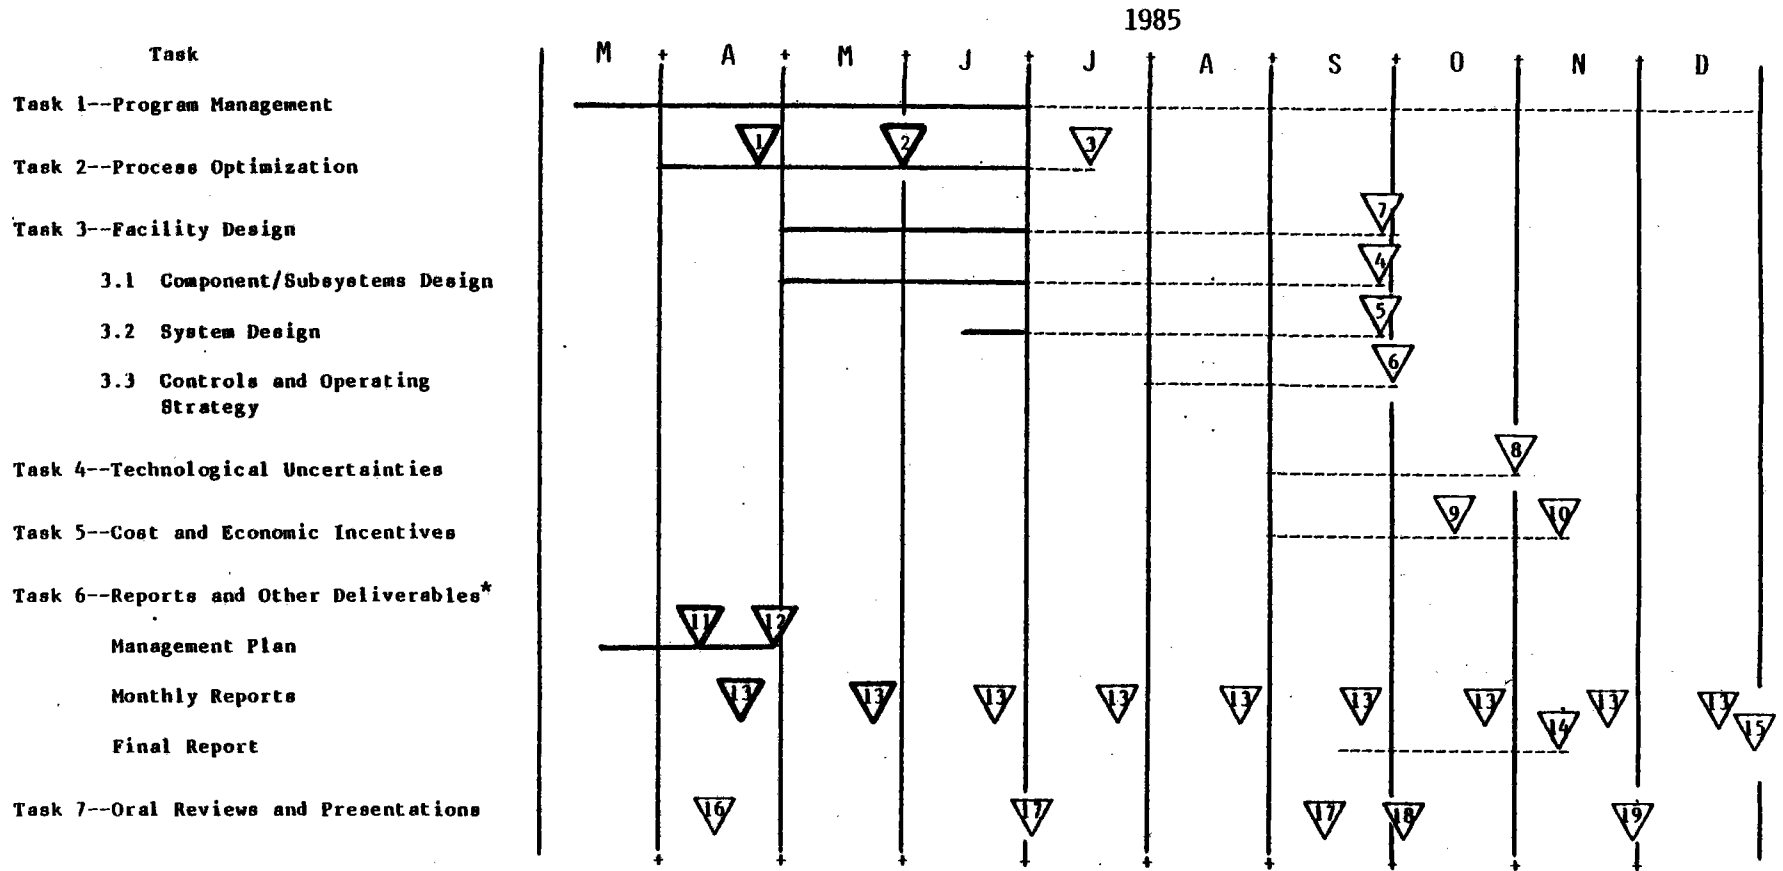 1985
Task M A M J J A S O N D
Task 1--Program Management
1 2 3
Task 2--Process Optimization
7
Task 3--Facility Design
4
3.1 Component/Subsystems Design
5
3.2 System Design
6
3.3 Controls and Operating
Strategy
8
Task 4--Technological Uncertainties
9 10
Task 5--Cost and Economic Incentives
Task 6--Reports and Other Deliverables*
11 12
Management Plan
Monthly Reports 13 13 13 13 13 13 13 13 13
14 15
Final Report
Task 7--Oral Reviews and Presentations 16 17 17 18 19